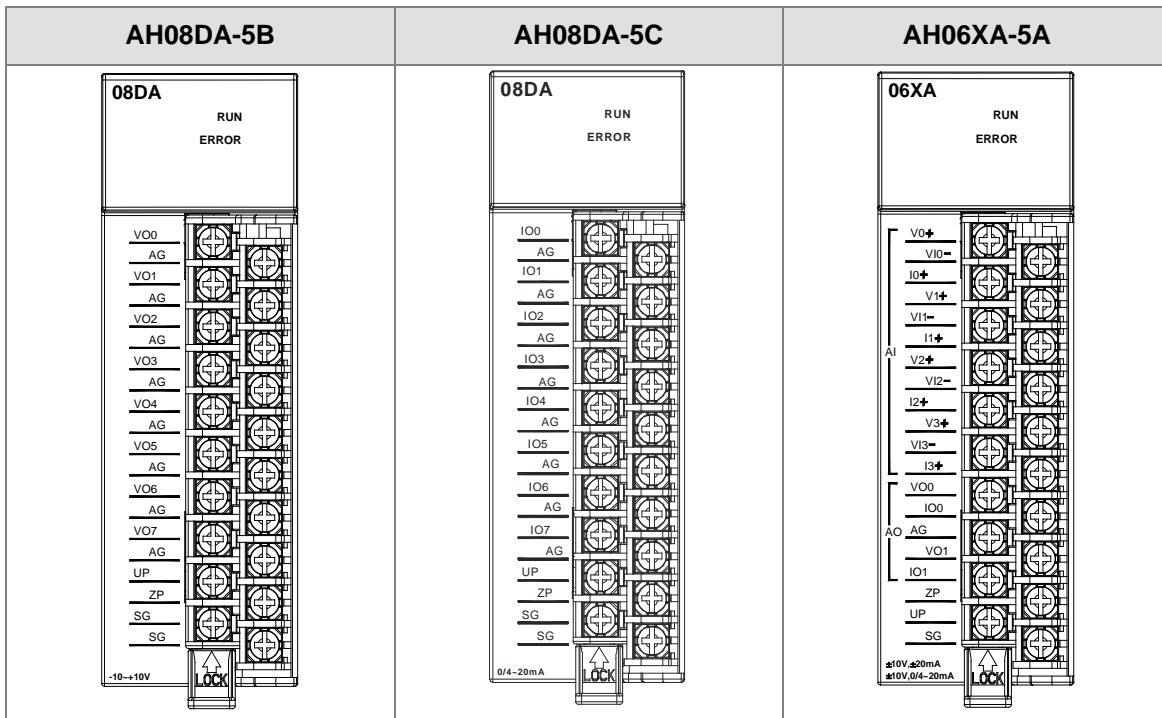 AH08DA-5B
AH08DA-5C
AH06XA-5A
08DA
RUN
ERROR
VO0
AG
VO1
AG
VO2
AG
VO3
AG
VO4
AG
VO5
AG
VO6
AG
VO7
AG
UP
ZP
SG
SG
-10~+10V
LOCK
08DA
RUN
ERROR
IO0
AG
IO1
AG
IO2
AG
IO3
AG
IO4
AG
IO5
AG
IO6
AG
IO7
AG
UP
ZP
SG
SG
0/4~20mA
LOCK
06XA
RUN
ERROR
V0+
VI0-
I0+
V1+
VI1-
I1+
AI
V2+
VI2-
I2+
V3+
VI3-
I3+
VO0
IO0
AO
AG
VO1
IO1
ZP
UP
SG
±10V,±20mA
±10V,0/4~20mA
LOCK